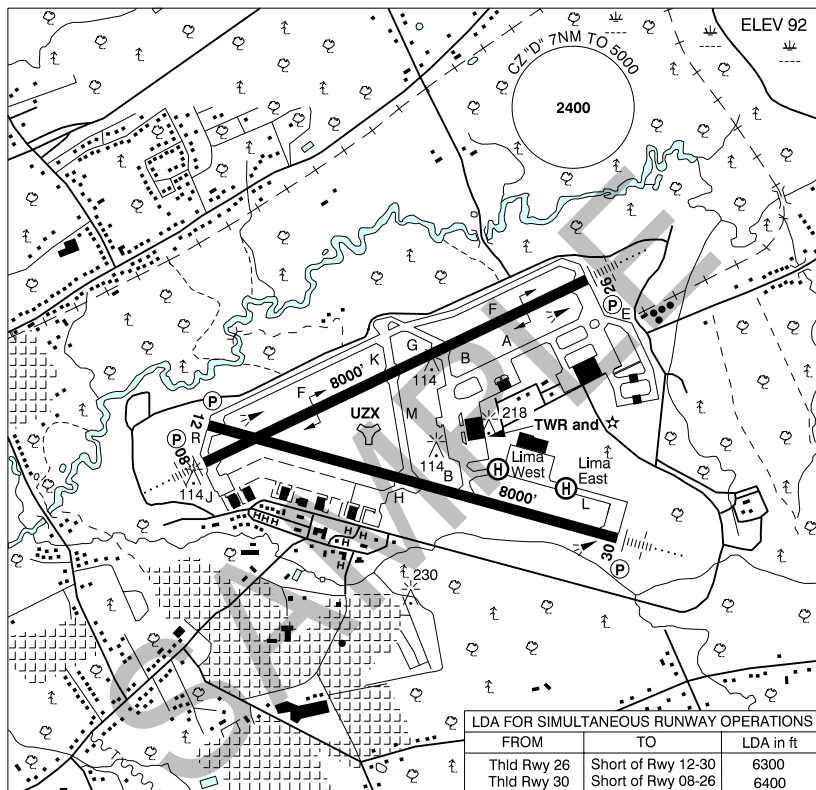 ELEV 92
CZ "D" 7NM TO 5000
2400
26
P
E
F
A
G
B
K
8000'
114
F
M
218
UZX
TWR and
12
P
R
P
08
114
J
114
B
H
Lima
West
H
Lima
East
8000'
L
H
30
P
H H H
H
H
H
H
230
SAMPLE
LDA FOR SIMULTANEOUS RUNWAY OPERATIONS
FROM TO LDA in ft
Thld Rwy 26 Short of Rwy 12-30 6300
Thld Rwy 30 Short of Rwy 08-26 6400